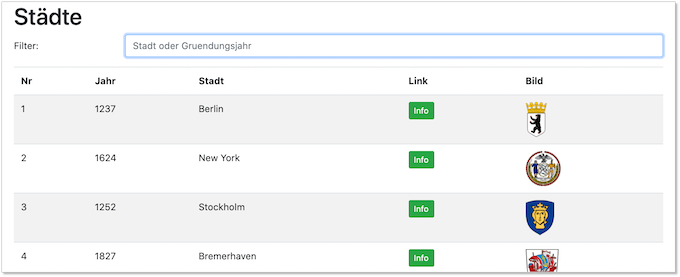 Städte
Filter: Stadt oder Gruendungsjahr
Nr Jahr Stadt Link Bild
1 1237 Berlin Info
2 1624 New York Info
3 1252 Stockholm Info
4 1827 Bremerhaven Info